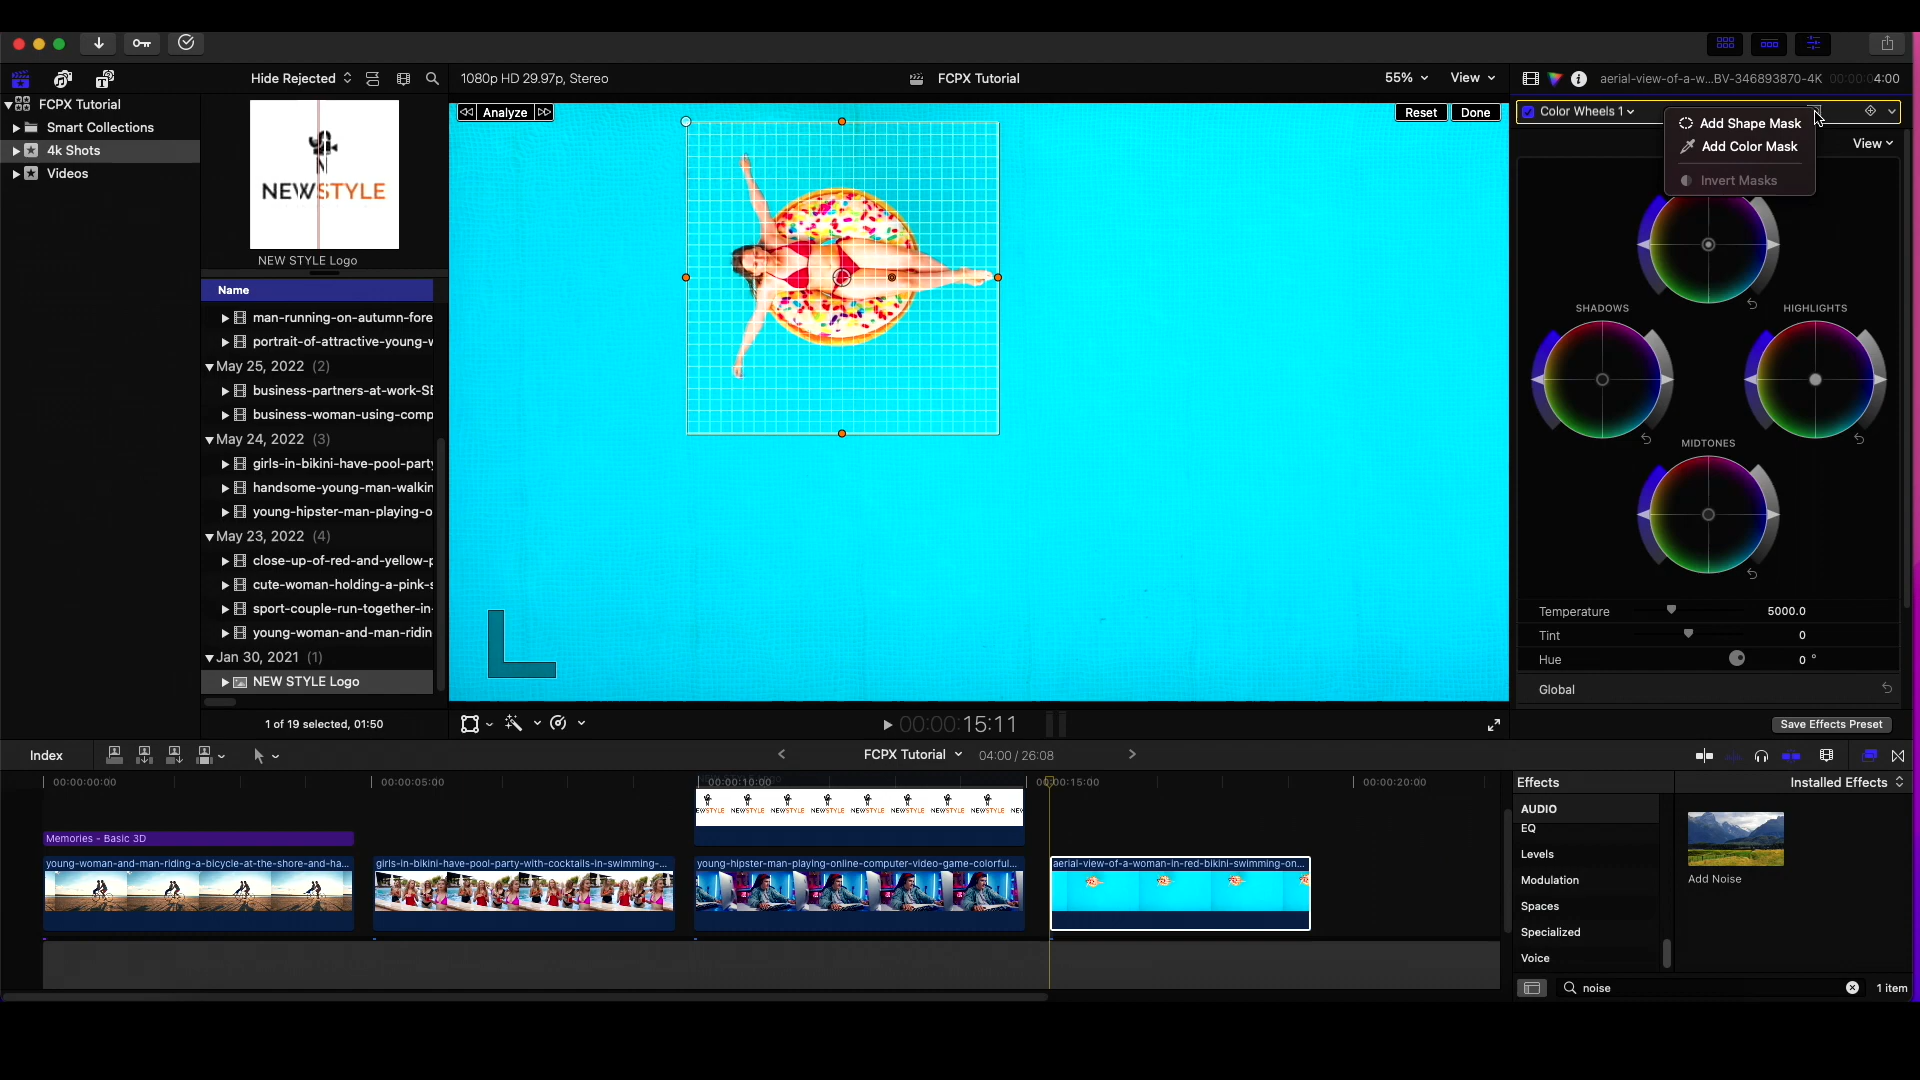 Hide Rejected
1080p HD 29.97p, Stereo
FCPX Tutorial
55%
View
aerial-view-of-a-w...BV-346893870-4K
00:00:04:00
FCPX Tutorial
Smart Collections
4k Shots
Videos
NEWSTYLE
NEW STYLE Logo
Name
man-running-on-autumn-fore
portrait-of-attractive-young-w
May 25, 2022 (2)
business-partners-at-work-SE
business-woman-using-comp
May 24, 2022 (3)
girls-in-bikini-have-pool-party
handsome-young-man-walkin
young-hipster-man-playing-o
May 23, 2022 (4)
close-up-of-red-and-yellow-p
cute-woman-holding-a-pink-s
sport-couple-run-together-in-
young-woman-and-man-ridin
Jan 30, 2021 (1)
NEW STYLE Logo
1 of 19 selected, 01:50
Analyze
Reset
Done
Color Wheels 1
Add Shape Mask
Add Color Mask
Invert Masks
View
SHADOWS
HIGHLIGHTS
MIDTONES
Temperature
5000.0
Tint
0
Hue
0 °
Global
Save Effects Preset
00:00:15:11
Index
FCPX Tutorial
04:00 / 26:08
00:00:00:00
00:00:05:00
00:00:10:00
00:00:15:00
00:00:20:00
Memories - Basic 3D
young-woman-and-man-riding-a-bicycle-at-the-shore-and-ha...
girls-in-bikini-have-pool-party-with-cocktails-in-swimming-...
young-hipster-man-playing-online-computer-video-game-colorful...
aerial-view-of-a-woman-in-red-bikini-swimming-on...
Effects
Installed Effects
AUDIO
EQ
Levels
Modulation
Spaces
Specialized
Voice
Add Noise
noise
1 item